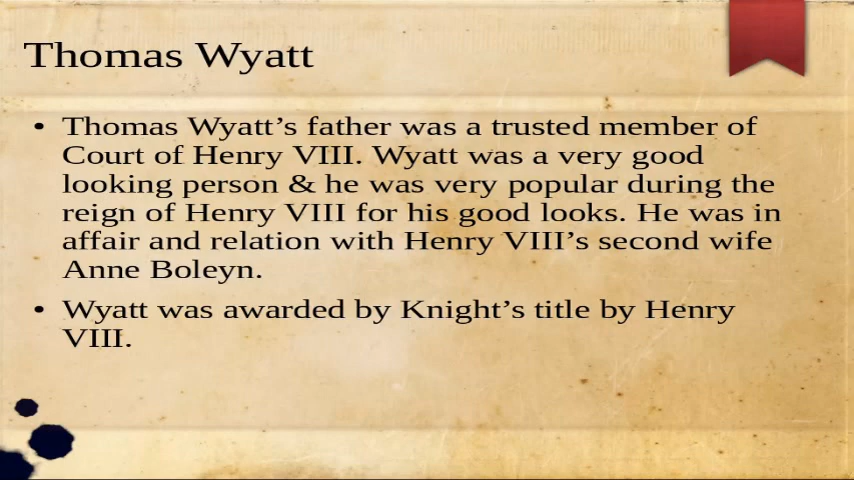 Thomas Wyatt
• Thomas Wyatt’s father was a trusted member of
Court of Henry VIII. Wyatt was a very good
looking person & he was very popular during the
reign of Henry VIII for his good looks. He was in
affair and relation with Henry VIII’s second wife
Anne Boleyn.
• Wyatt was awarded by Knight’s title by Henry
VIII.